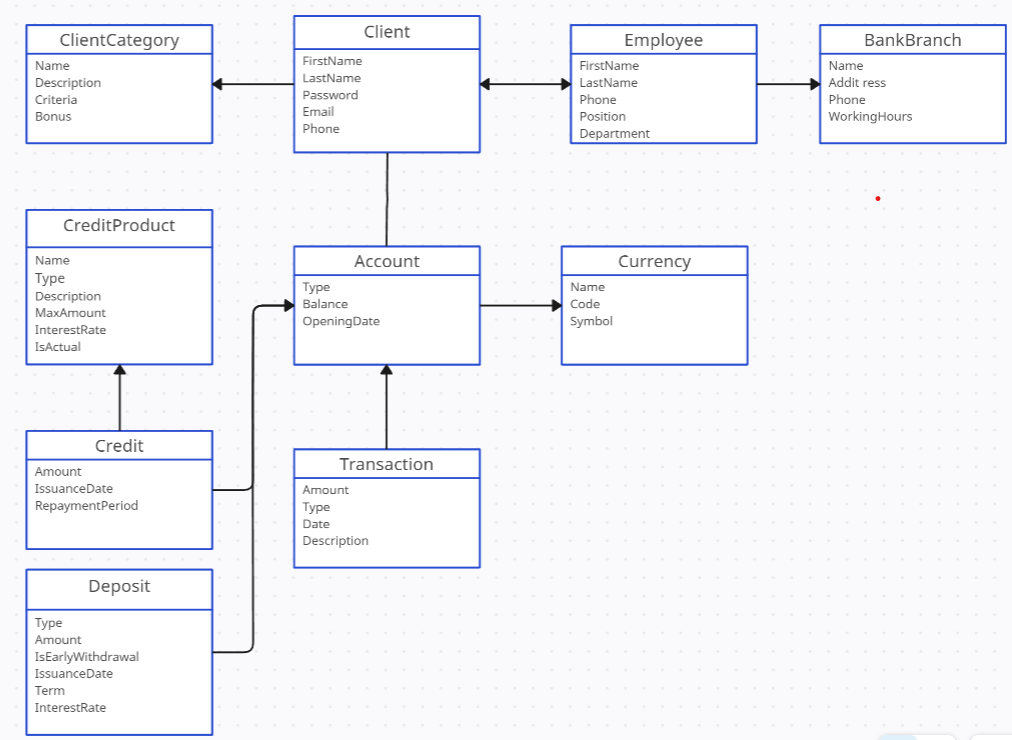 ClientCategory
Name
Description
Criteria
Bonus
Client
FirstName
LastName
Password
Email
Phone
Employee
FirstName
LastName
Phone
Position
Department
BankBranch
Name
Addit ress
Phone
WorkingHours
CreditProduct
Name
Type
Description
MaxAmount
InterestRate
IsActual
Account
Type
Balance
OpeningDate
Currency
Name
Code
Symbol
Credit
Amount
IssuanceDate
RepaymentPeriod
Transaction
Amount
Type
Date
Description
Deposit
Type
Amount
IsEarlyWithdrawal
IssuanceDate
Term
InterestRate